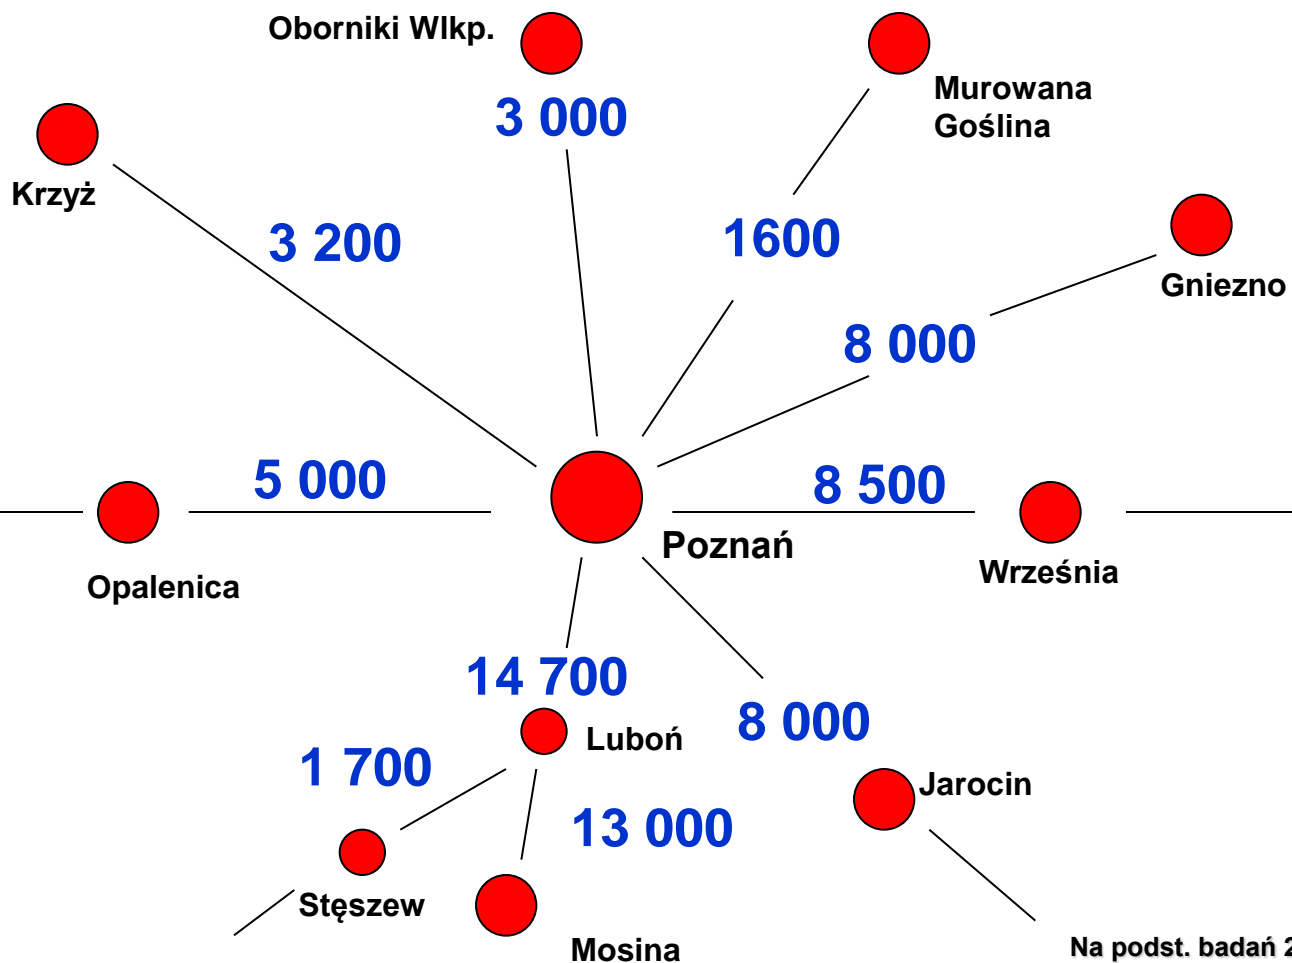 Oborniki Wlkp.
3 000
Murowana
Goślina
Krzyż
3 200
1600
Gniezno
8 000
5 000
8 500
Poznań
Opalenica
Września
14 700
8 000
Luboń
1 700
Jarocin
13 000
Stęszew
Mosina
Na podst. badań 2